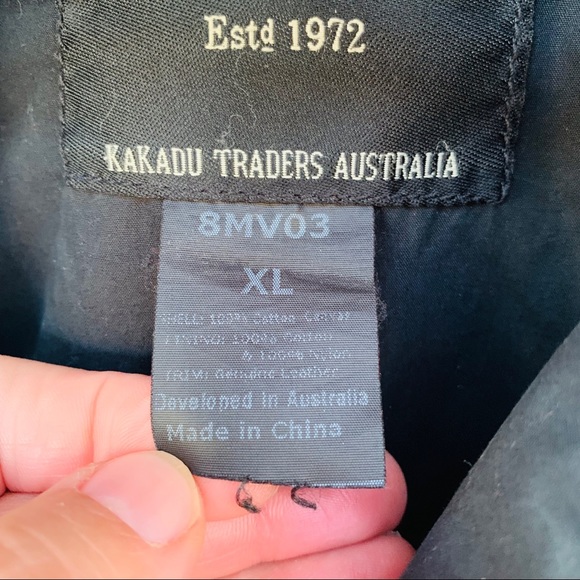 Estd 1972
KAKADU TRADERS AUSTRALIA
8MV03
XL
SHELL: 100% Cotton Canvas
LINING: 100% Cotton
& 100% Nylon
TRIM: Genuine Leather
Developed in Australia
Made in China